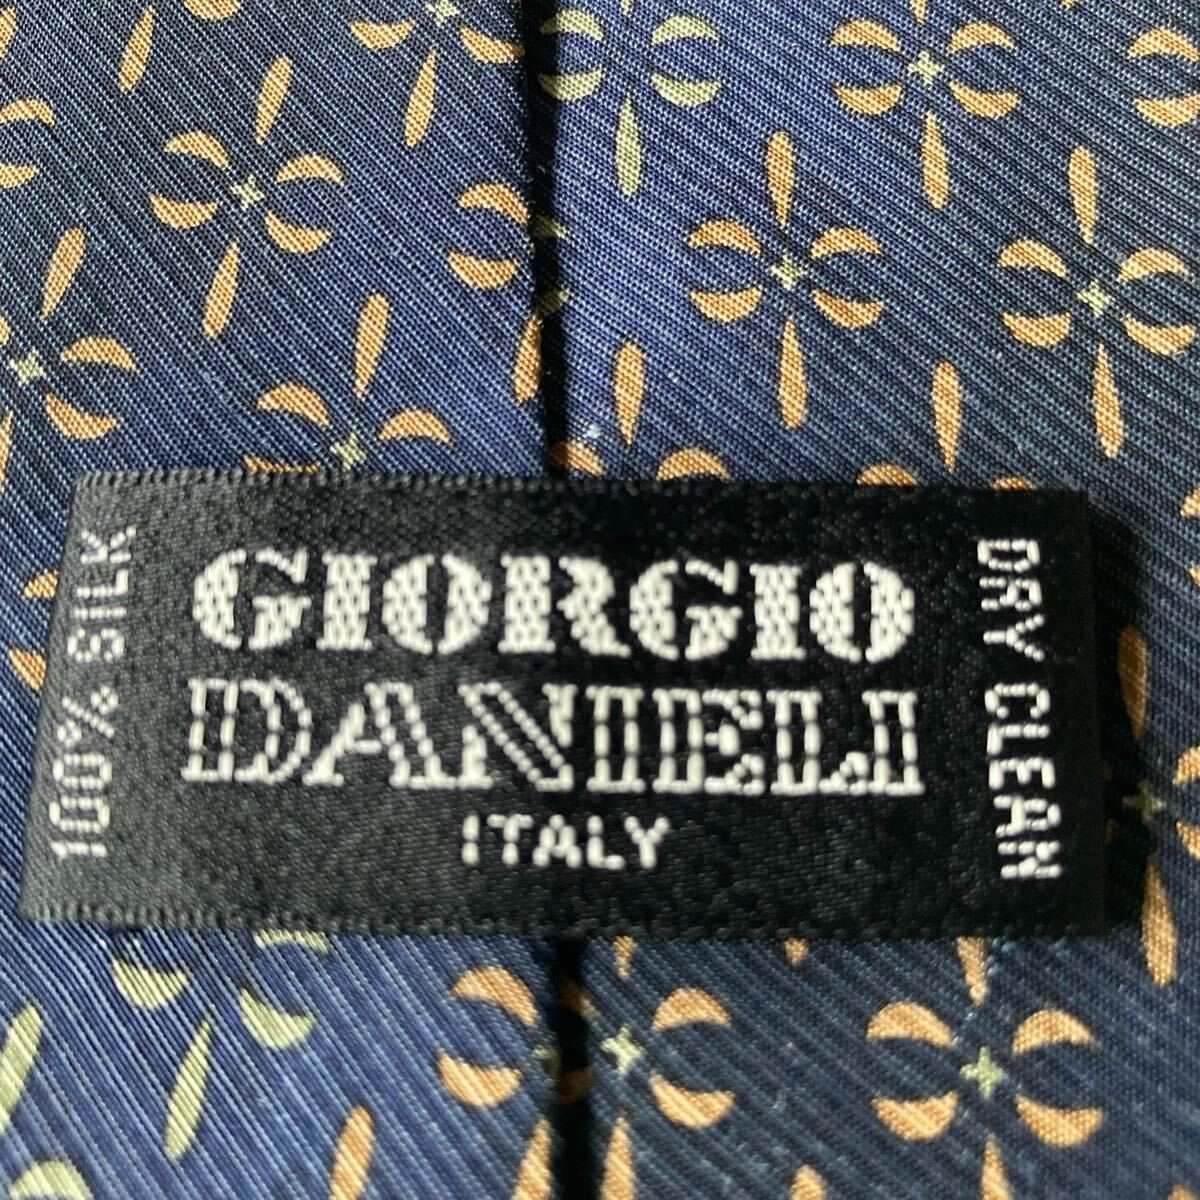 100% SILK
GIORGIO
DANIELI
ITALY
DRY CLEAN